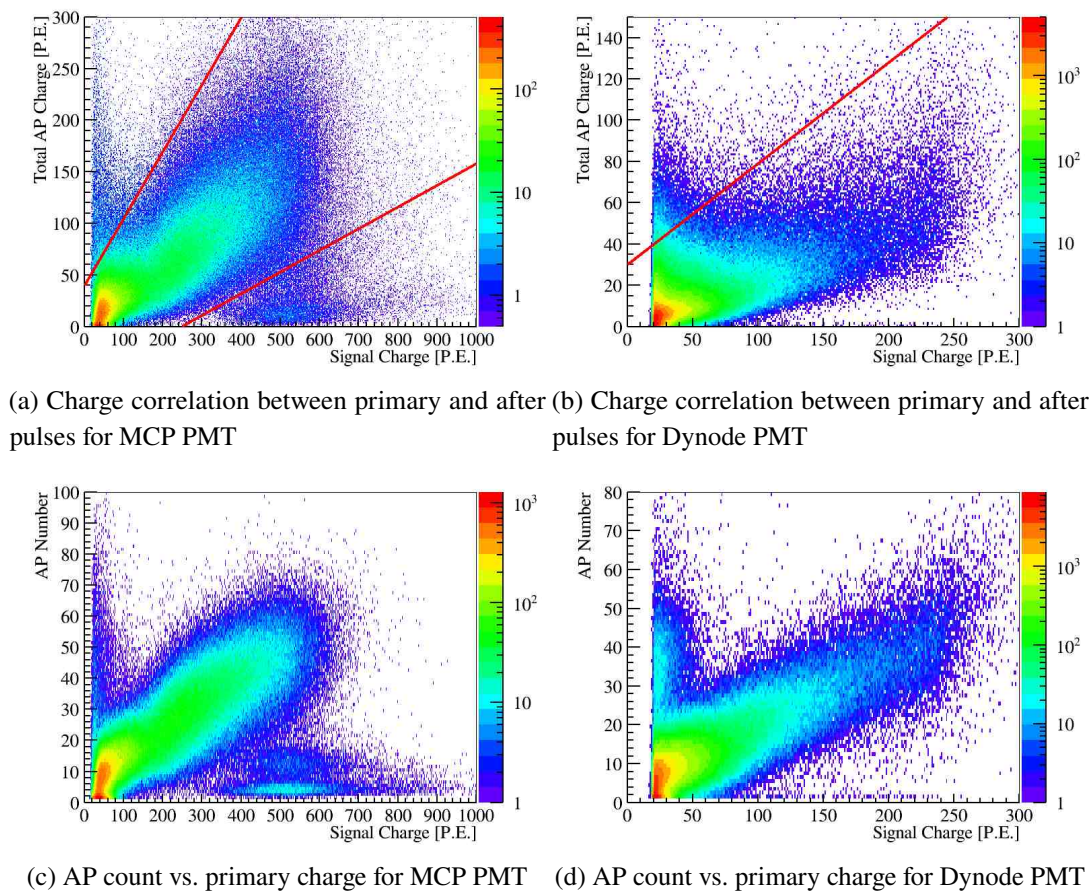 Total AP Charge [P.E.]
300
250
200
150
100
50
0
0 100 200 300 400 500 600 700 800 900 1000
Signal Charge [P.E.]
10²
10
1
Total AP Charge [P.E.]
140
120
100
80
60
40
20
0
0 50 100 150 200 250 300
Signal Charge [P.E.]
10³
10²
10
1
(a) Charge correlation between primary and after
pulses for MCP PMT
(b) Charge correlation between primary and after
pulses for Dynode PMT
AP Number
100
90
80
70
60
50
40
30
20
10
0
0 100 200 300 400 500 600 700 800 900 1000
Signal Charge [P.E.]
10³
10²
10
1
AP Number
80
70
60
50
40
30
20
10
0
0 50 100 150 200 250 300
Signal Charge [P.E.]
10³
10²
10
1
(c) AP count vs. primary charge for MCP PMT
(d) AP count vs. primary charge for Dynode PMT